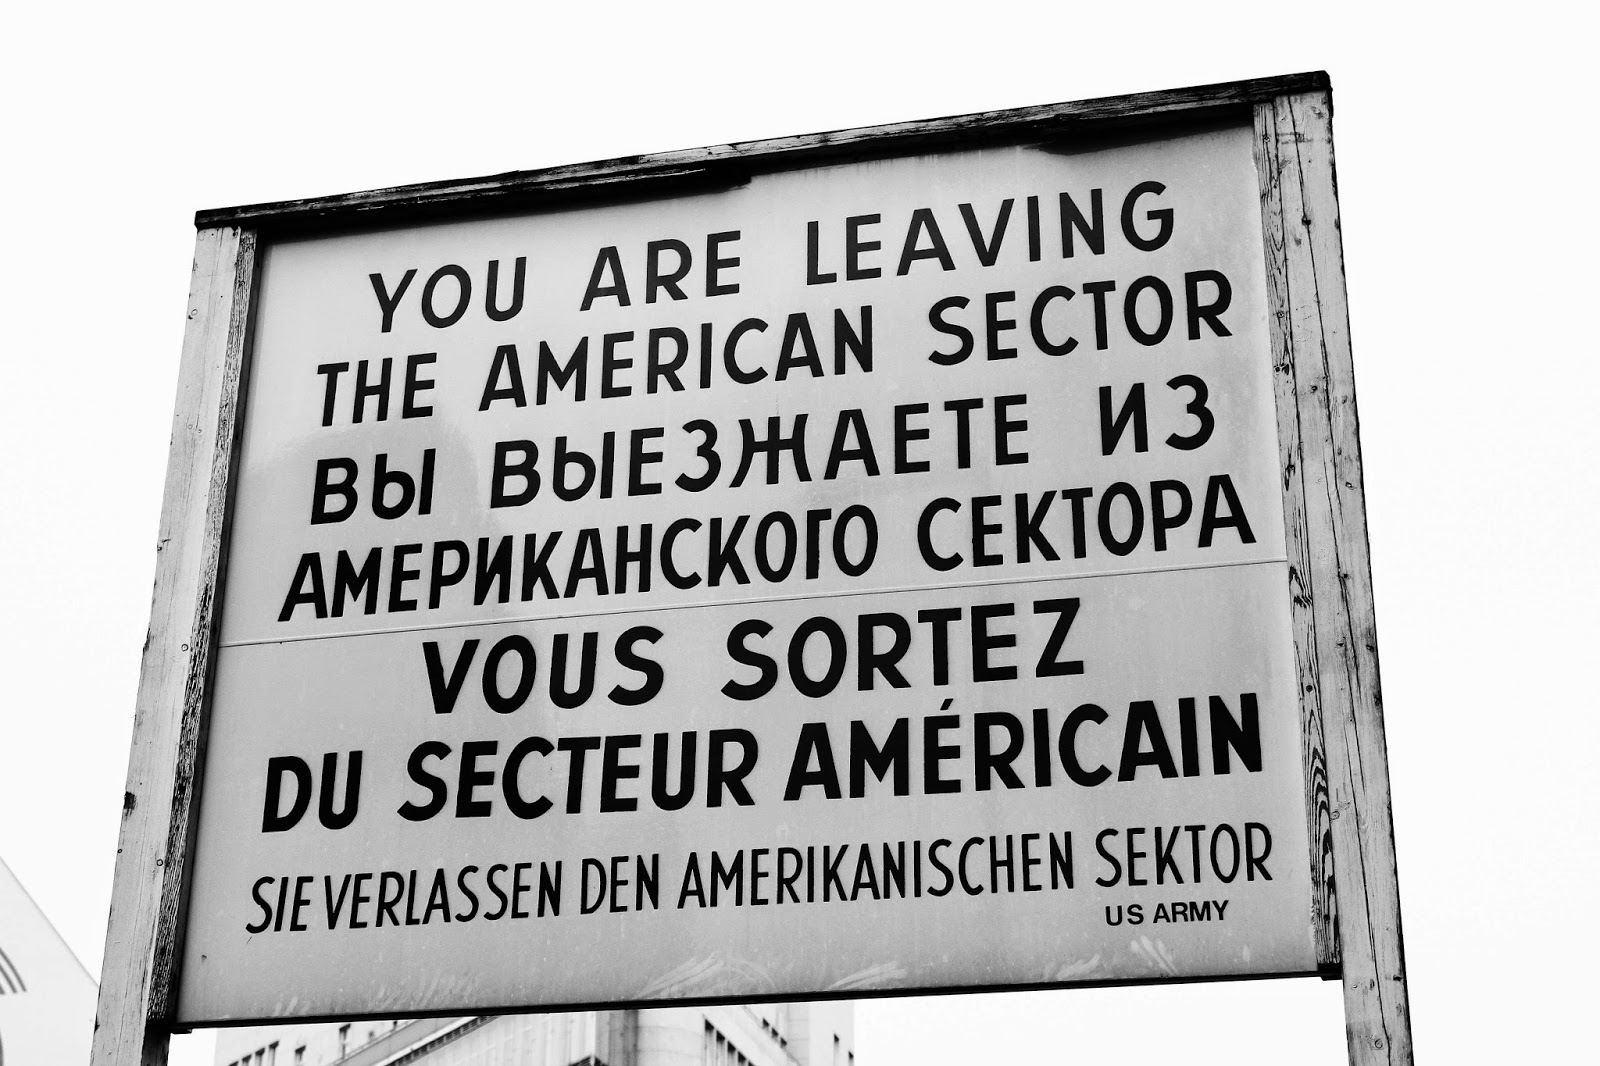 YOU ARE LEAVING
THE AMERICAN SECTOR
ВЫ ВЫЕЗЖАЕТЕ ИЗ
АМЕРИКАНСКОГО СЕКТОРА
VOUS SORTEZ
DU SECTEUR AMÉRICAIN
SIE VERLASSEN DEN AMERIKANISCHEN SEKTOR
US ARMY